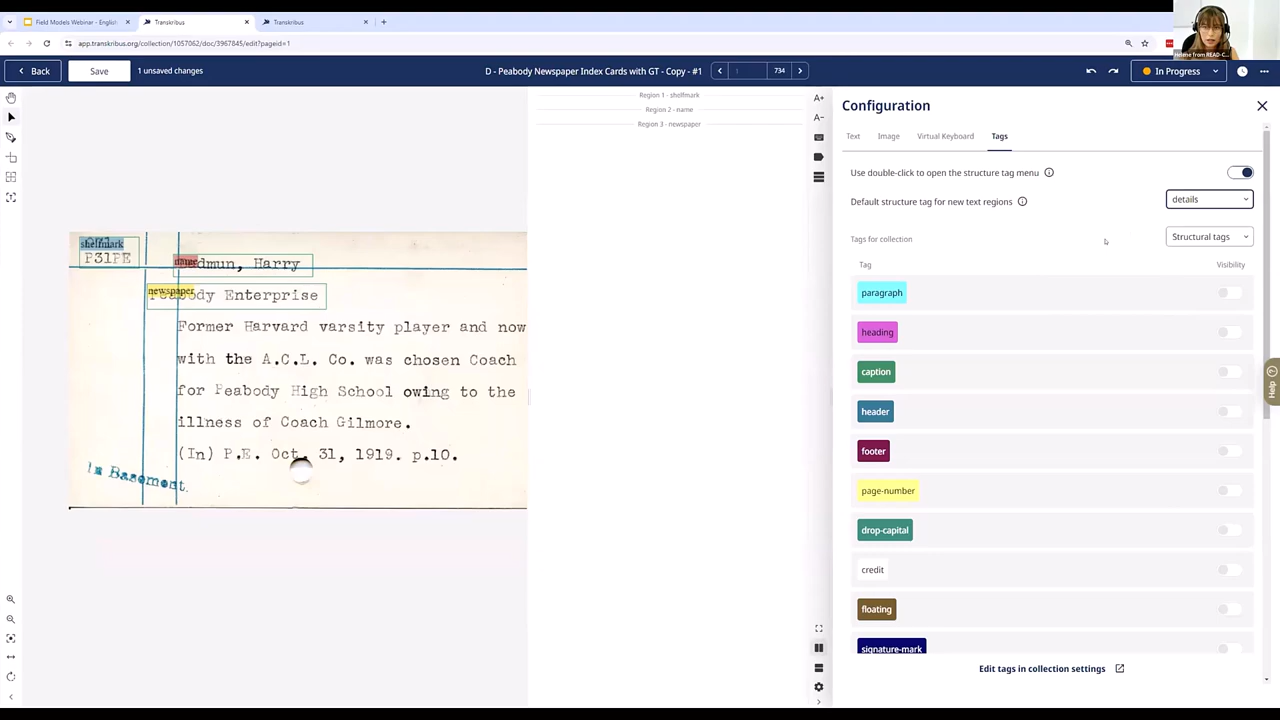 Field Models Webinar - English
Transkribus
Transkribus
app.transkribus.org/collection/1057062/doc/3967845/edit?pageid=1
Back
Save
1 unsaved changes
D - Peabody Newspaper Index Cards with GT - Copy - #1
1
734
In Progress
Region 1 - shelfmark
Region 2 - name
Region 3 - newspaper
A+
A-
shelfmark
P31PE
name
dmun, Harry
newspaper
Peabody Enterprise
Former Harvard varsity player and now
with the A.C.L. Co. was chosen Coach
for Peabody High School owing to the
illness of Coach Gilmore.
(In) P.E. Oct. 31, 1919. p.10.
In Basement.
Configuration
Text
Image
Virtual Keyboard
Tags
Use double-click to open the structure tag menu
Default structure tag for new text regions
details
Tags for collection
Structural tags
Tag
Visibility
paragraph
heading
caption
header
footer
page-number
drop-capital
credit
floating
signature-mark
Edit tags in collection settings
Help
from READ-C...